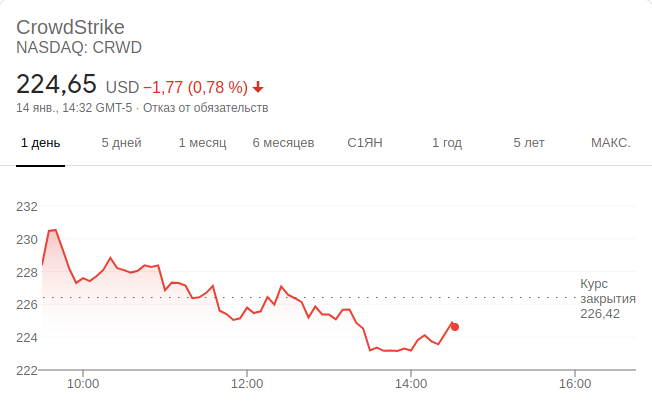 CrowdStrike
NASDAQ: CRWD
224,65 USD −1,77 (0,78 %)
14 янв., 14:32 GMT-5 · Отказ от обязательств
1 день 5 дней 1 месяц 6 месяцев С1ЯН 1 год 5 лет МАКС.
232
230
228
226
224
222
Курс
закрытия
226,42
10:00 12:00 14:00 16:00